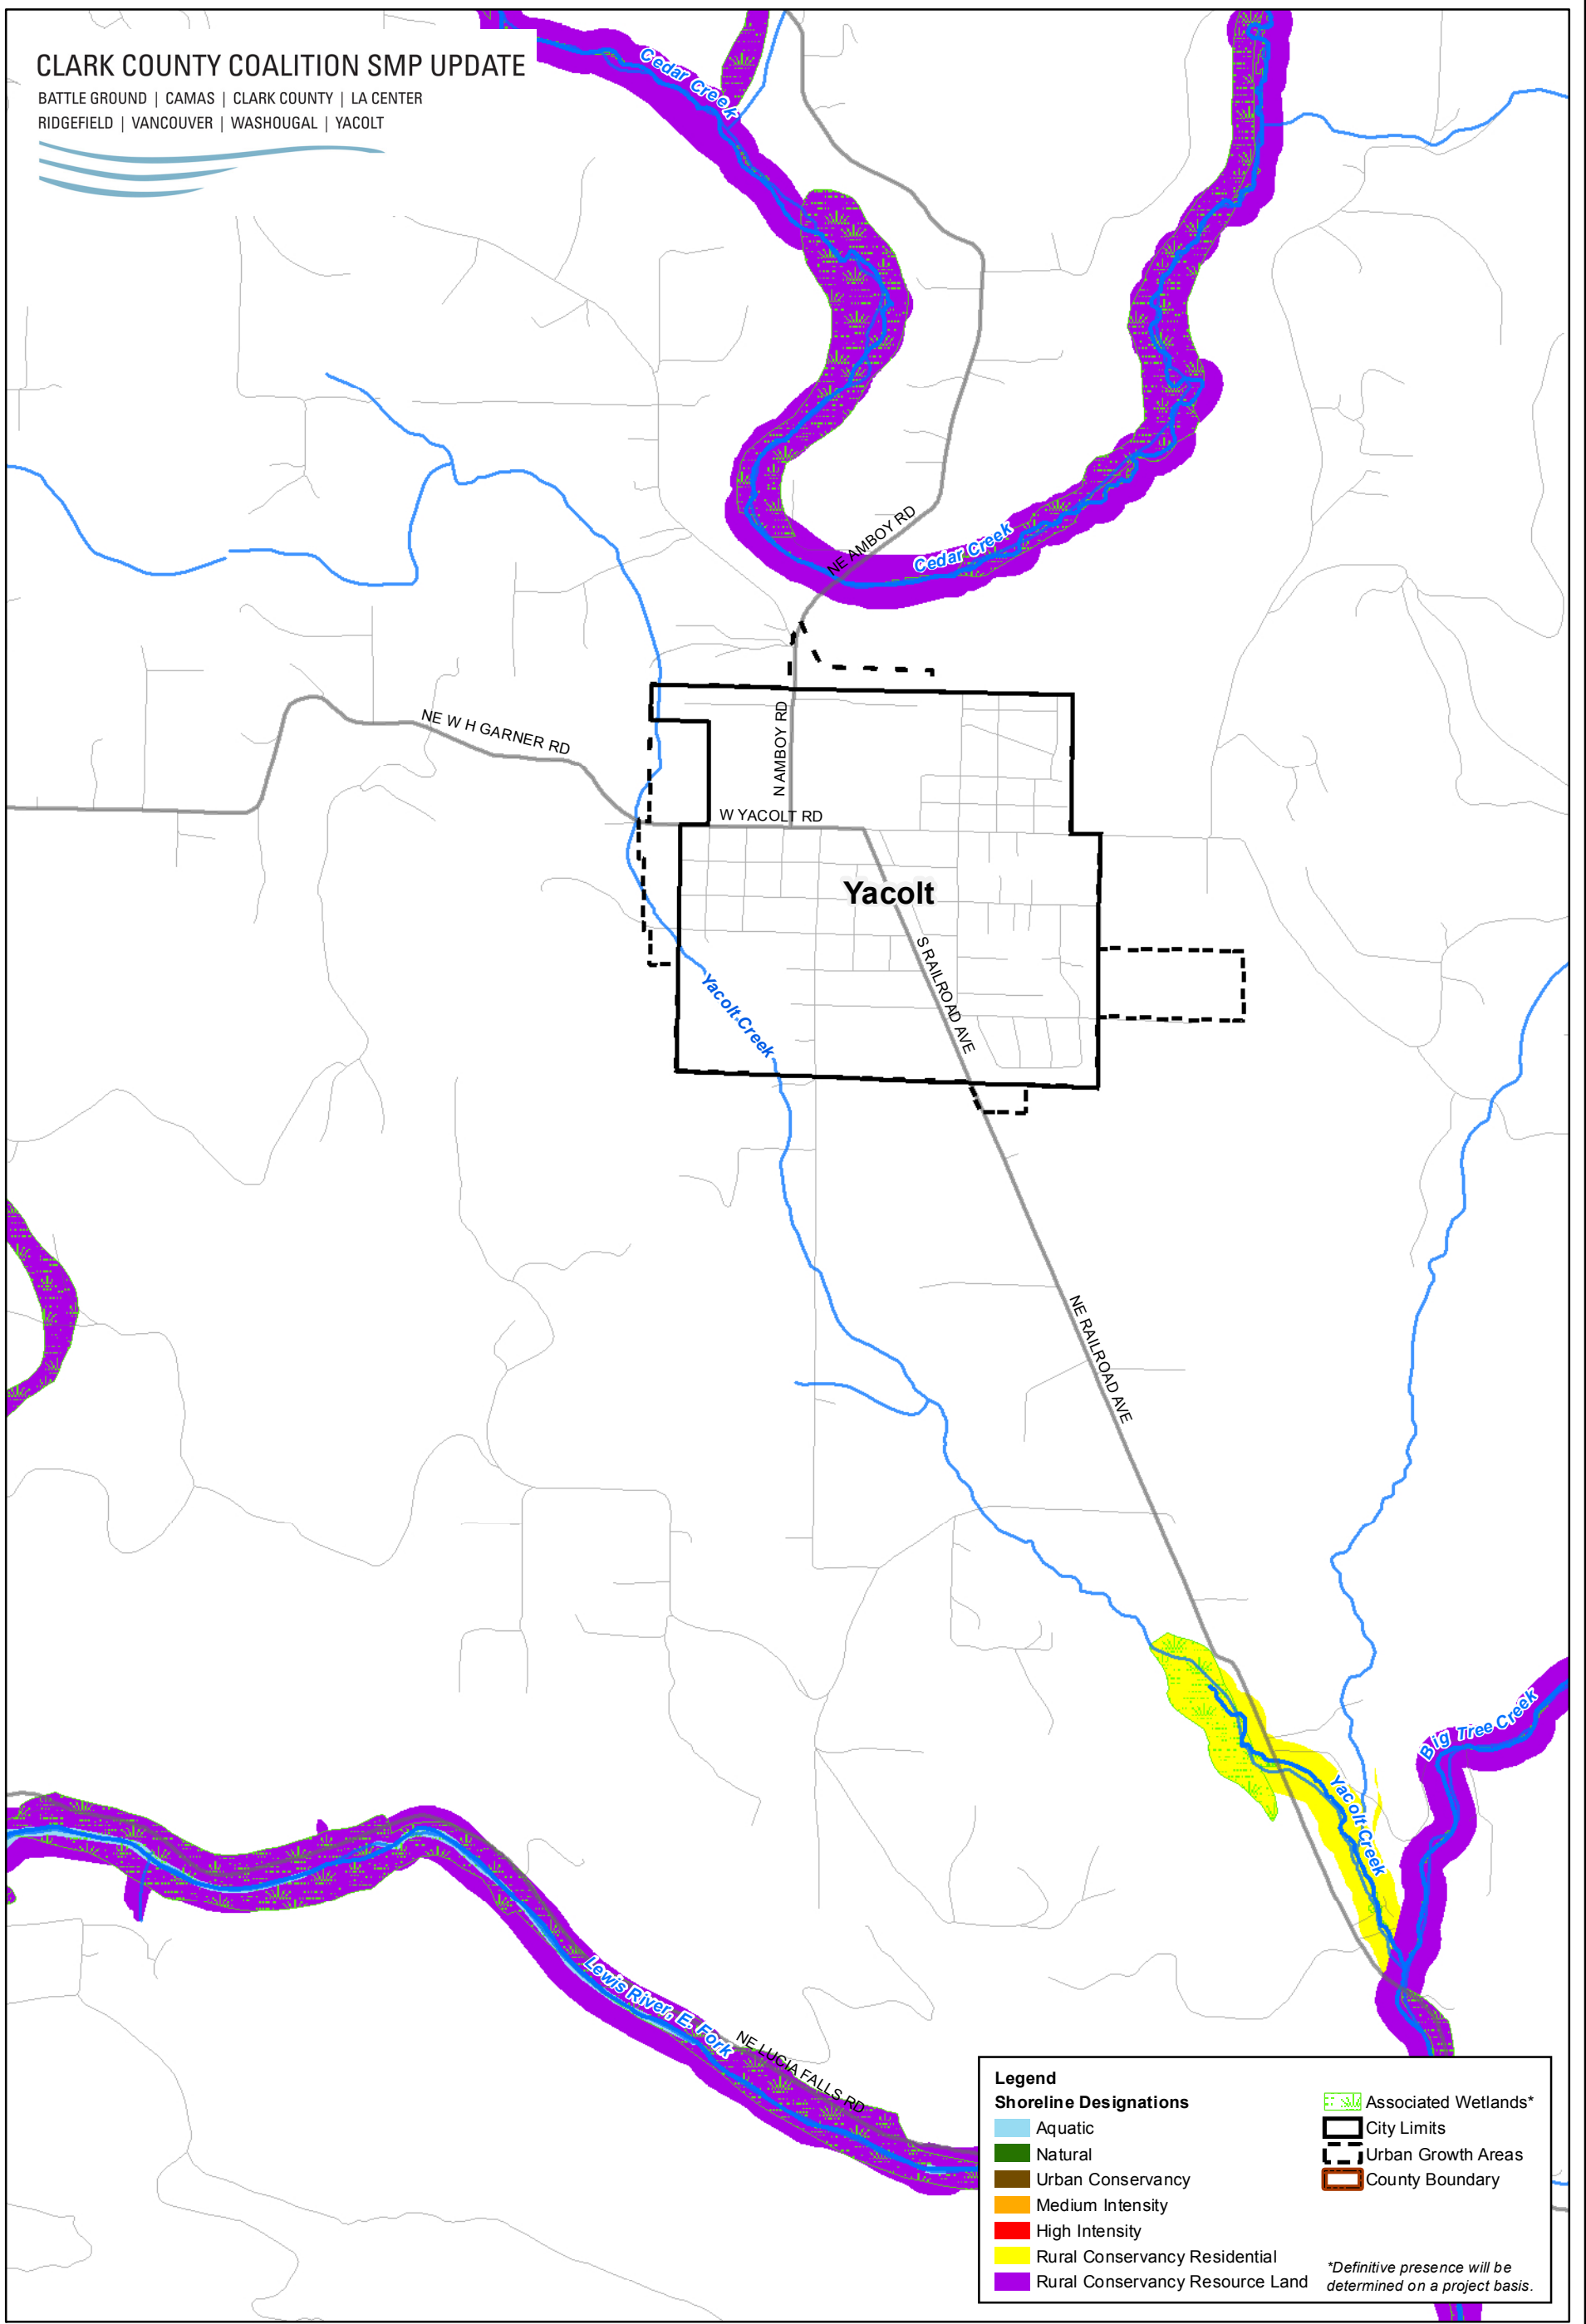 CLARK COUNTY COALITION SMP UPDATE
BATTLE GROUND | CAMAS | CLARK COUNTY | LA CENTER
RIDGEFIELD | VANCOUVER | WASHOUGAL | YACOLT
Cedar Creek
NE AMBOY RD
Cedar Creek
NE W H GARNER RD
N AMBOY RD
W YACOLT RD
Yacolt
S RAILROAD AVE
Yacolt Creek
NE RAILROAD AVE
Big Tree Creek
Yacolt Creek
Lewis River, E. Fork
NE LUCIA FALLS RD
Legend
Shoreline Designations
Aquatic
Natural
Urban Conservancy
Medium Intensity
High Intensity
Rural Conservancy Residential
Rural Conservancy Resource Land
Associated Wetlands*
City Limits
Urban Growth Areas
County Boundary
*Definitive presence will be
determined on a project basis.